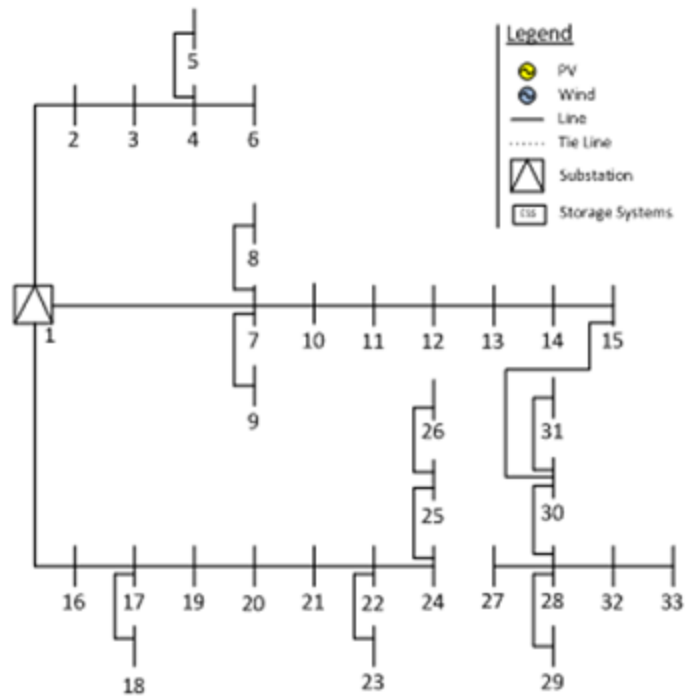 Legend
PV
Wind
Line
Tie Line
Substation
ESS Storage Systems
5
2 3 4 6
8
1 7 10 11 12 13 14 15
9
26 31
25 30
16 17 19 20 21 22 24 27 28 32 33
18 23 29